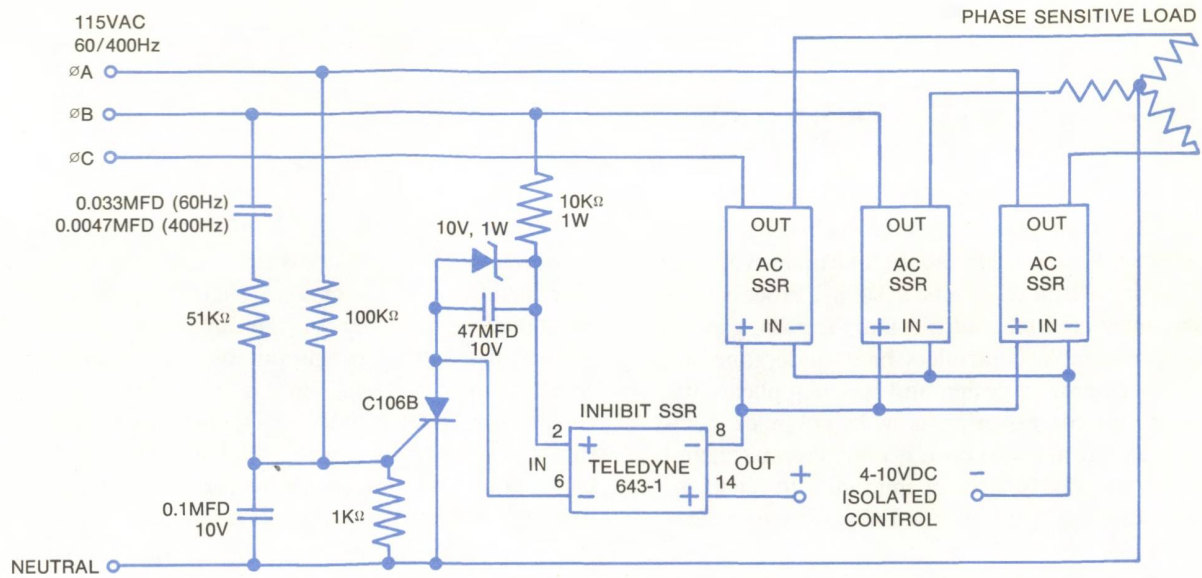 115VAC
60/400Hz
PHASE SENSITIVE LOAD
øA
øB
øC
0.033MFD (60Hz)
0.0047MFD (400Hz)
10KΩ
1W
10V, 1W
OUT
AC
SSR
+ IN −
OUT
AC
SSR
+ IN −
OUT
AC
SSR
+ IN −
51KΩ
100KΩ
47MFD
10V
C106B
INHIBIT SSR
2
+
−
8
IN
TELEDYNE
643-1
OUT
6
−
+
14
+
4-10VDC
ISOLATED
CONTROL
−
0.1MFD
10V
1KΩ
NEUTRAL